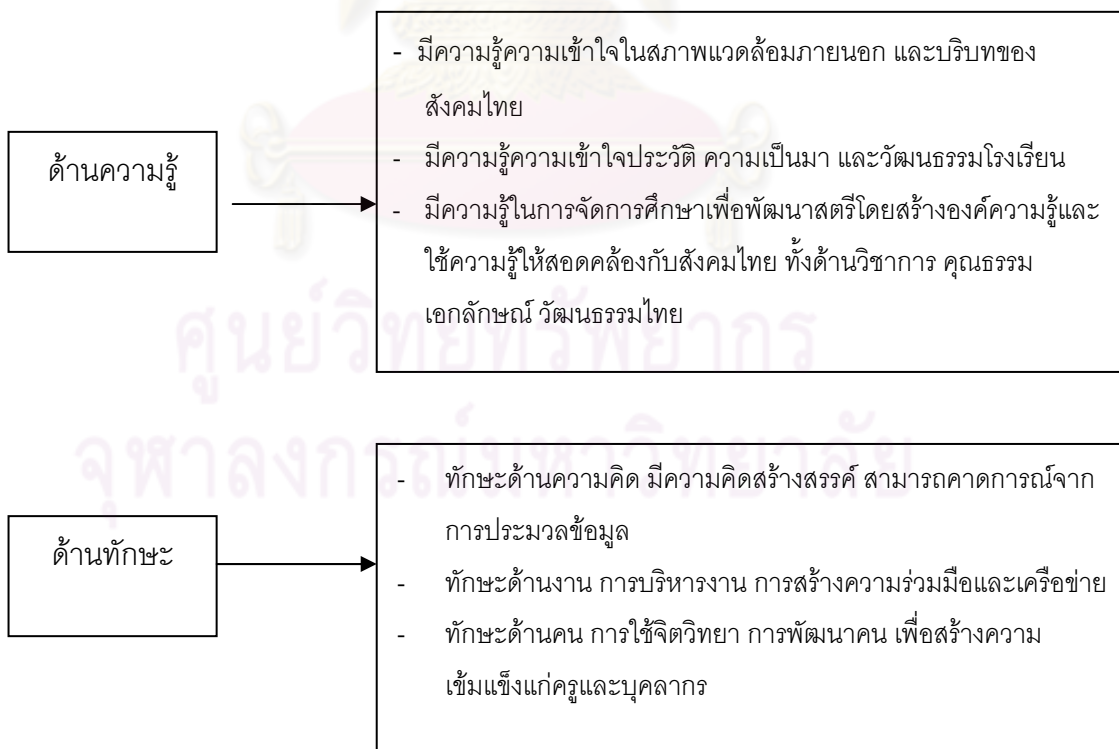 - มีความรู้ความเข้าใจในสภาพแวดล้อมภายนอก และบริบทของ
สังคมไทย
ด้านความรู้
- มีความรู้ความเข้าใจประวัติ ความเป็นมา และวัฒนธรรมโรงเรียน
- มีความรู้ในการจัดการศึกษาเพื่อพัฒนาสตรีโดยสร้างองค์ความรู้และ
ใช้ความรู้ให้สอดคล้องกับสังคมไทย ทั้งด้านวิชาการ คุณธรรม
เอกลักษณ์ วัฒนธรรมไทย
ศูนย์วิทยทรัพยากร
จุฬาลงกรณ์มหาวิทยาลัย
- ทักษะด้านความคิด มีความคิดสร้างสรรค์ สามารถคาดการณ์จาก
การประมวลข้อมูล
ด้านทักษะ
- ทักษะด้านงาน การบริหารงาน การสร้างความร่วมมือและเครือข่าย
- ทักษะด้านคน การใช้จิตวิทยา การพัฒนาคน เพื่อสร้างความ
เข้มแข็งแก่ครูและบุคลากร